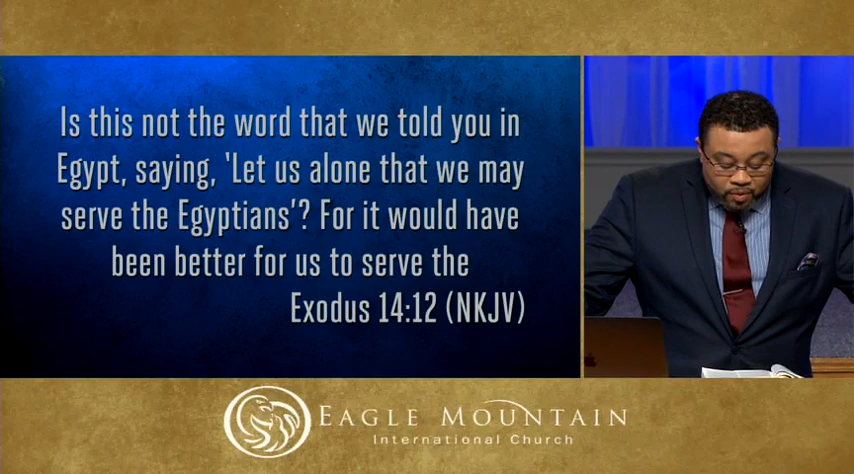 Is this not the word that we told you in
Egypt, saying, 'Let us alone that we may
serve the Egyptians'? For it would have
been better for us to serve the
Exodus 14:12 (NKJV)
EAGLE MOUNTAIN
International Church